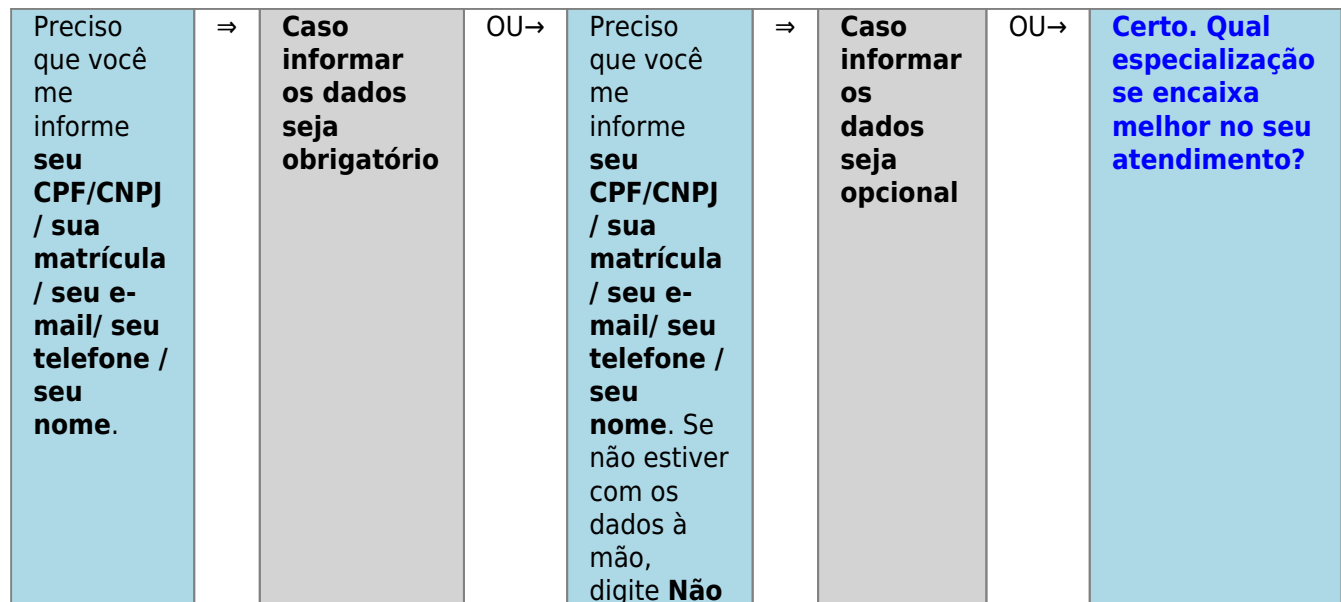 Preciso
que você
me
informe
seu
CPF/CNPJ
/ sua
matrícula
/ seu e-
mail/ seu
telefone /
seu
nome.
⇒
Caso
informar
os dados
seja
obrigatório
OU→
Preciso
que você
me
informe
seu
CPF/CNPJ
/ sua
matrícula
/ seu e-
mail/ seu
telefone /
seu
nome. Se
não estiver
com os
dados à
mão,
digite Não
⇒
Caso
informar
os
dados
seja
opcional
OU→
Certo. Qual
especialização
se encaixa
melhor no seu
atendimento?